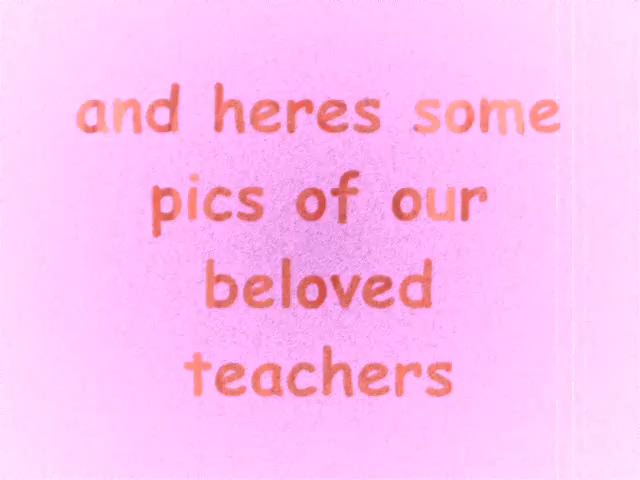 and heres some
pics of our
beloved
teachers